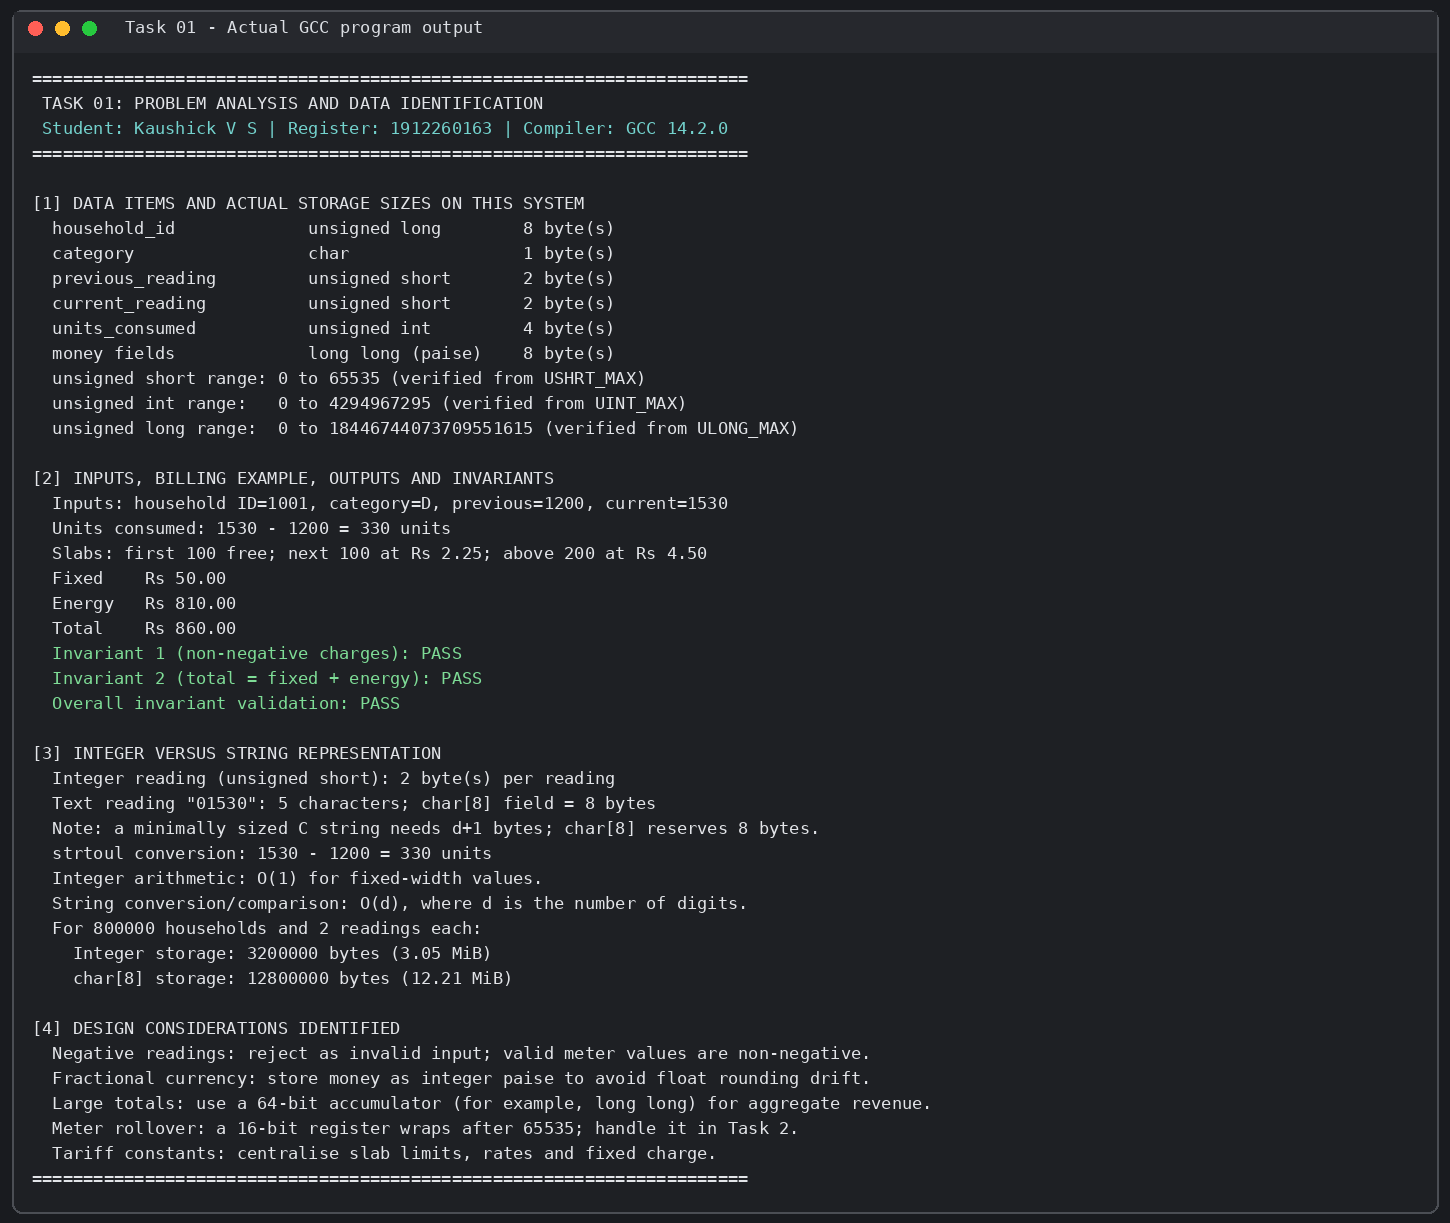 Task 01 - Actual GCC program output
======================================================================
TASK 01: PROBLEM ANALYSIS AND DATA IDENTIFICATION
Student: Kaushick V S | Register: 1912260163 | Compiler: GCC 14.2.0
======================================================================
[1] DATA ITEMS AND ACTUAL STORAGE SIZES ON THIS SYSTEM
household_id             unsigned long        8 byte(s)
category                 char                 1 byte(s)
previous_reading         unsigned short       2 byte(s)
current_reading          unsigned short       2 byte(s)
units_consumed           unsigned int         4 byte(s)
money fields             long long (paise)    8 byte(s)
unsigned short range: 0 to 65535 (verified from USHRT_MAX)
unsigned int range:   0 to 4294967295 (verified from UINT_MAX)
unsigned long range:  0 to 18446744073709551615 (verified from ULONG_MAX)
[2] INPUTS, BILLING EXAMPLE, OUTPUTS AND INVARIANTS
Inputs: household ID=1001, category=D, previous=1200, current=1530
Units consumed: 1530 - 1200 = 330 units
Slabs: first 100 free; next 100 at Rs 2.25; above 200 at Rs 4.50
Fixed    Rs 50.00
Energy   Rs 810.00
Total    Rs 860.00
Invariant 1 (non-negative charges): PASS
Invariant 2 (total = fixed + energy): PASS
Overall invariant validation: PASS
[3] INTEGER VERSUS STRING REPRESENTATION
Integer reading (unsigned short): 2 byte(s) per reading
Text reading "01530": 5 characters; char[8] field = 8 bytes
Note: a minimally sized C string needs d+1 bytes; char[8] reserves 8 bytes.
strtoul conversion: 1530 - 1200 = 330 units
Integer arithmetic: O(1) for fixed-width values.
String conversion/comparison: O(d), where d is the number of digits.
For 800000 households and 2 readings each:
Integer storage: 3200000 bytes (3.05 MiB)
char[8] storage: 12800000 bytes (12.21 MiB)
[4] DESIGN CONSIDERATIONS IDENTIFIED
Negative readings: reject as invalid input; valid meter values are non-negative.
Fractional currency: store money as integer paise to avoid float rounding drift.
Large totals: use a 64-bit accumulator (for example, long long) for aggregate revenue.
Meter rollover: a 16-bit register wraps after 65535; handle it in Task 2.
Tariff constants: centralise slab limits, rates and fixed charge.
======================================================================